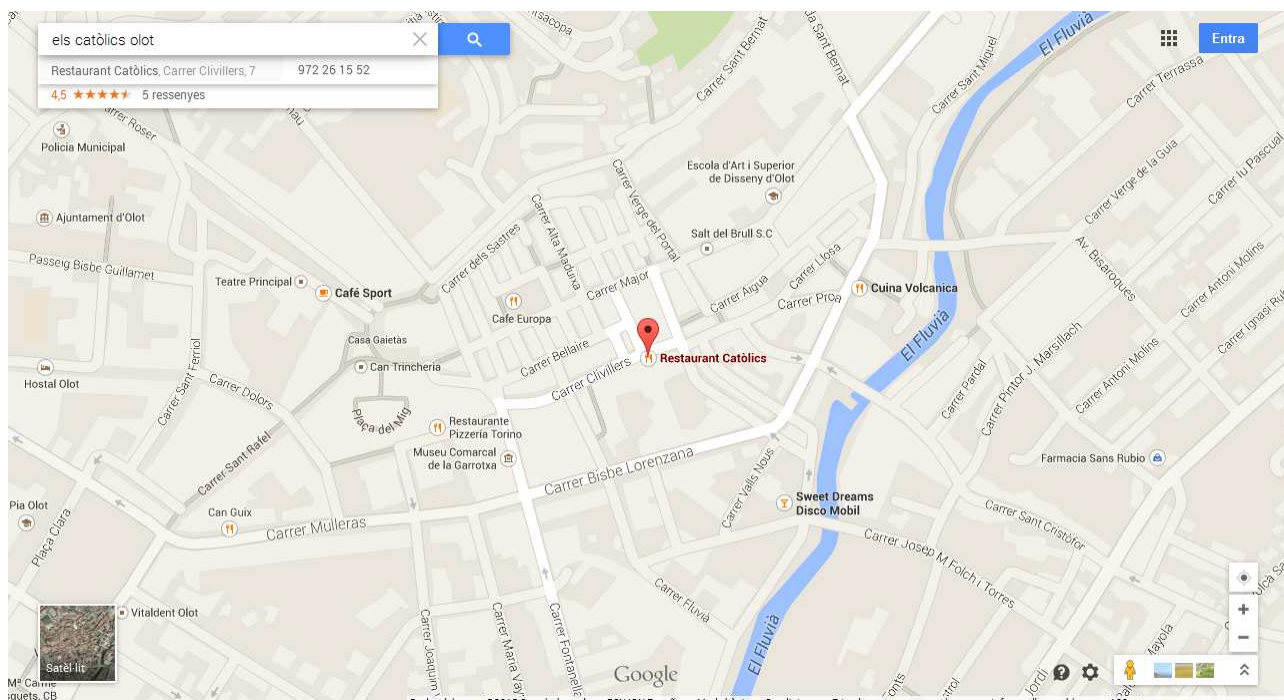 els catòlics olot
Entra
Restaurant Catòlics, Carrer Clivillers, 7
972 26 15 52
4,5
5 ressenyes
Carrer Sant Bernat
Carrer Sant Miquel
El Fluvià
Carrer Terrassa
Carrer Roser
Policia Municipal
Escola d'Art i Superior
de Disseny d'Olot
Carrer Verge de la Guia
Carrer Iu Pascual
Ajuntament d'Olot
Carrer Verge del Portal
Carrer Alta Maduixa
Carrer dels Sastres
Salt del Brull S.C
Carrer Llosa
Av. Bisaroques
Carrer Antoni Molins
Passeig Bisbe Guillamet
Teatre Principal
Café Sport
Carrer Major
Carrer Aigua
Carrer Proa
Cuina Volcanica
Cafe Europa
El Fluvià
Casa Gaietàs
Carrer Bellaire
Restaurant Catòlics
Can Trincheria
Carrer Clivillers
Hostal Olot
Carrer Sant Ferriol
Carrer Dolors
Plaça del Mig
Carrer Pardal
Carrer Pintor J. Marsillach
Carrer Antoni Molins
Restaurante
Pizzería Torino
Museu Comarcal
de la Garrotxa
Carrer Sant Rafel
Carrer Bisbe Lorenzana
Carrer Valls Nous
Farmacia Sans Rubio
Sweet Dreams
Disco Mobil
Pia Olot
Plaça Clara
Can Guix
Carrer Mulleras
Carrer Sant Cristòfor
Carrer Josep M Folch i Torres
Carrer Fluvià
Vitaldent Olot
Satèl·lit
Carrer Fontanella
El Fluvià
Google